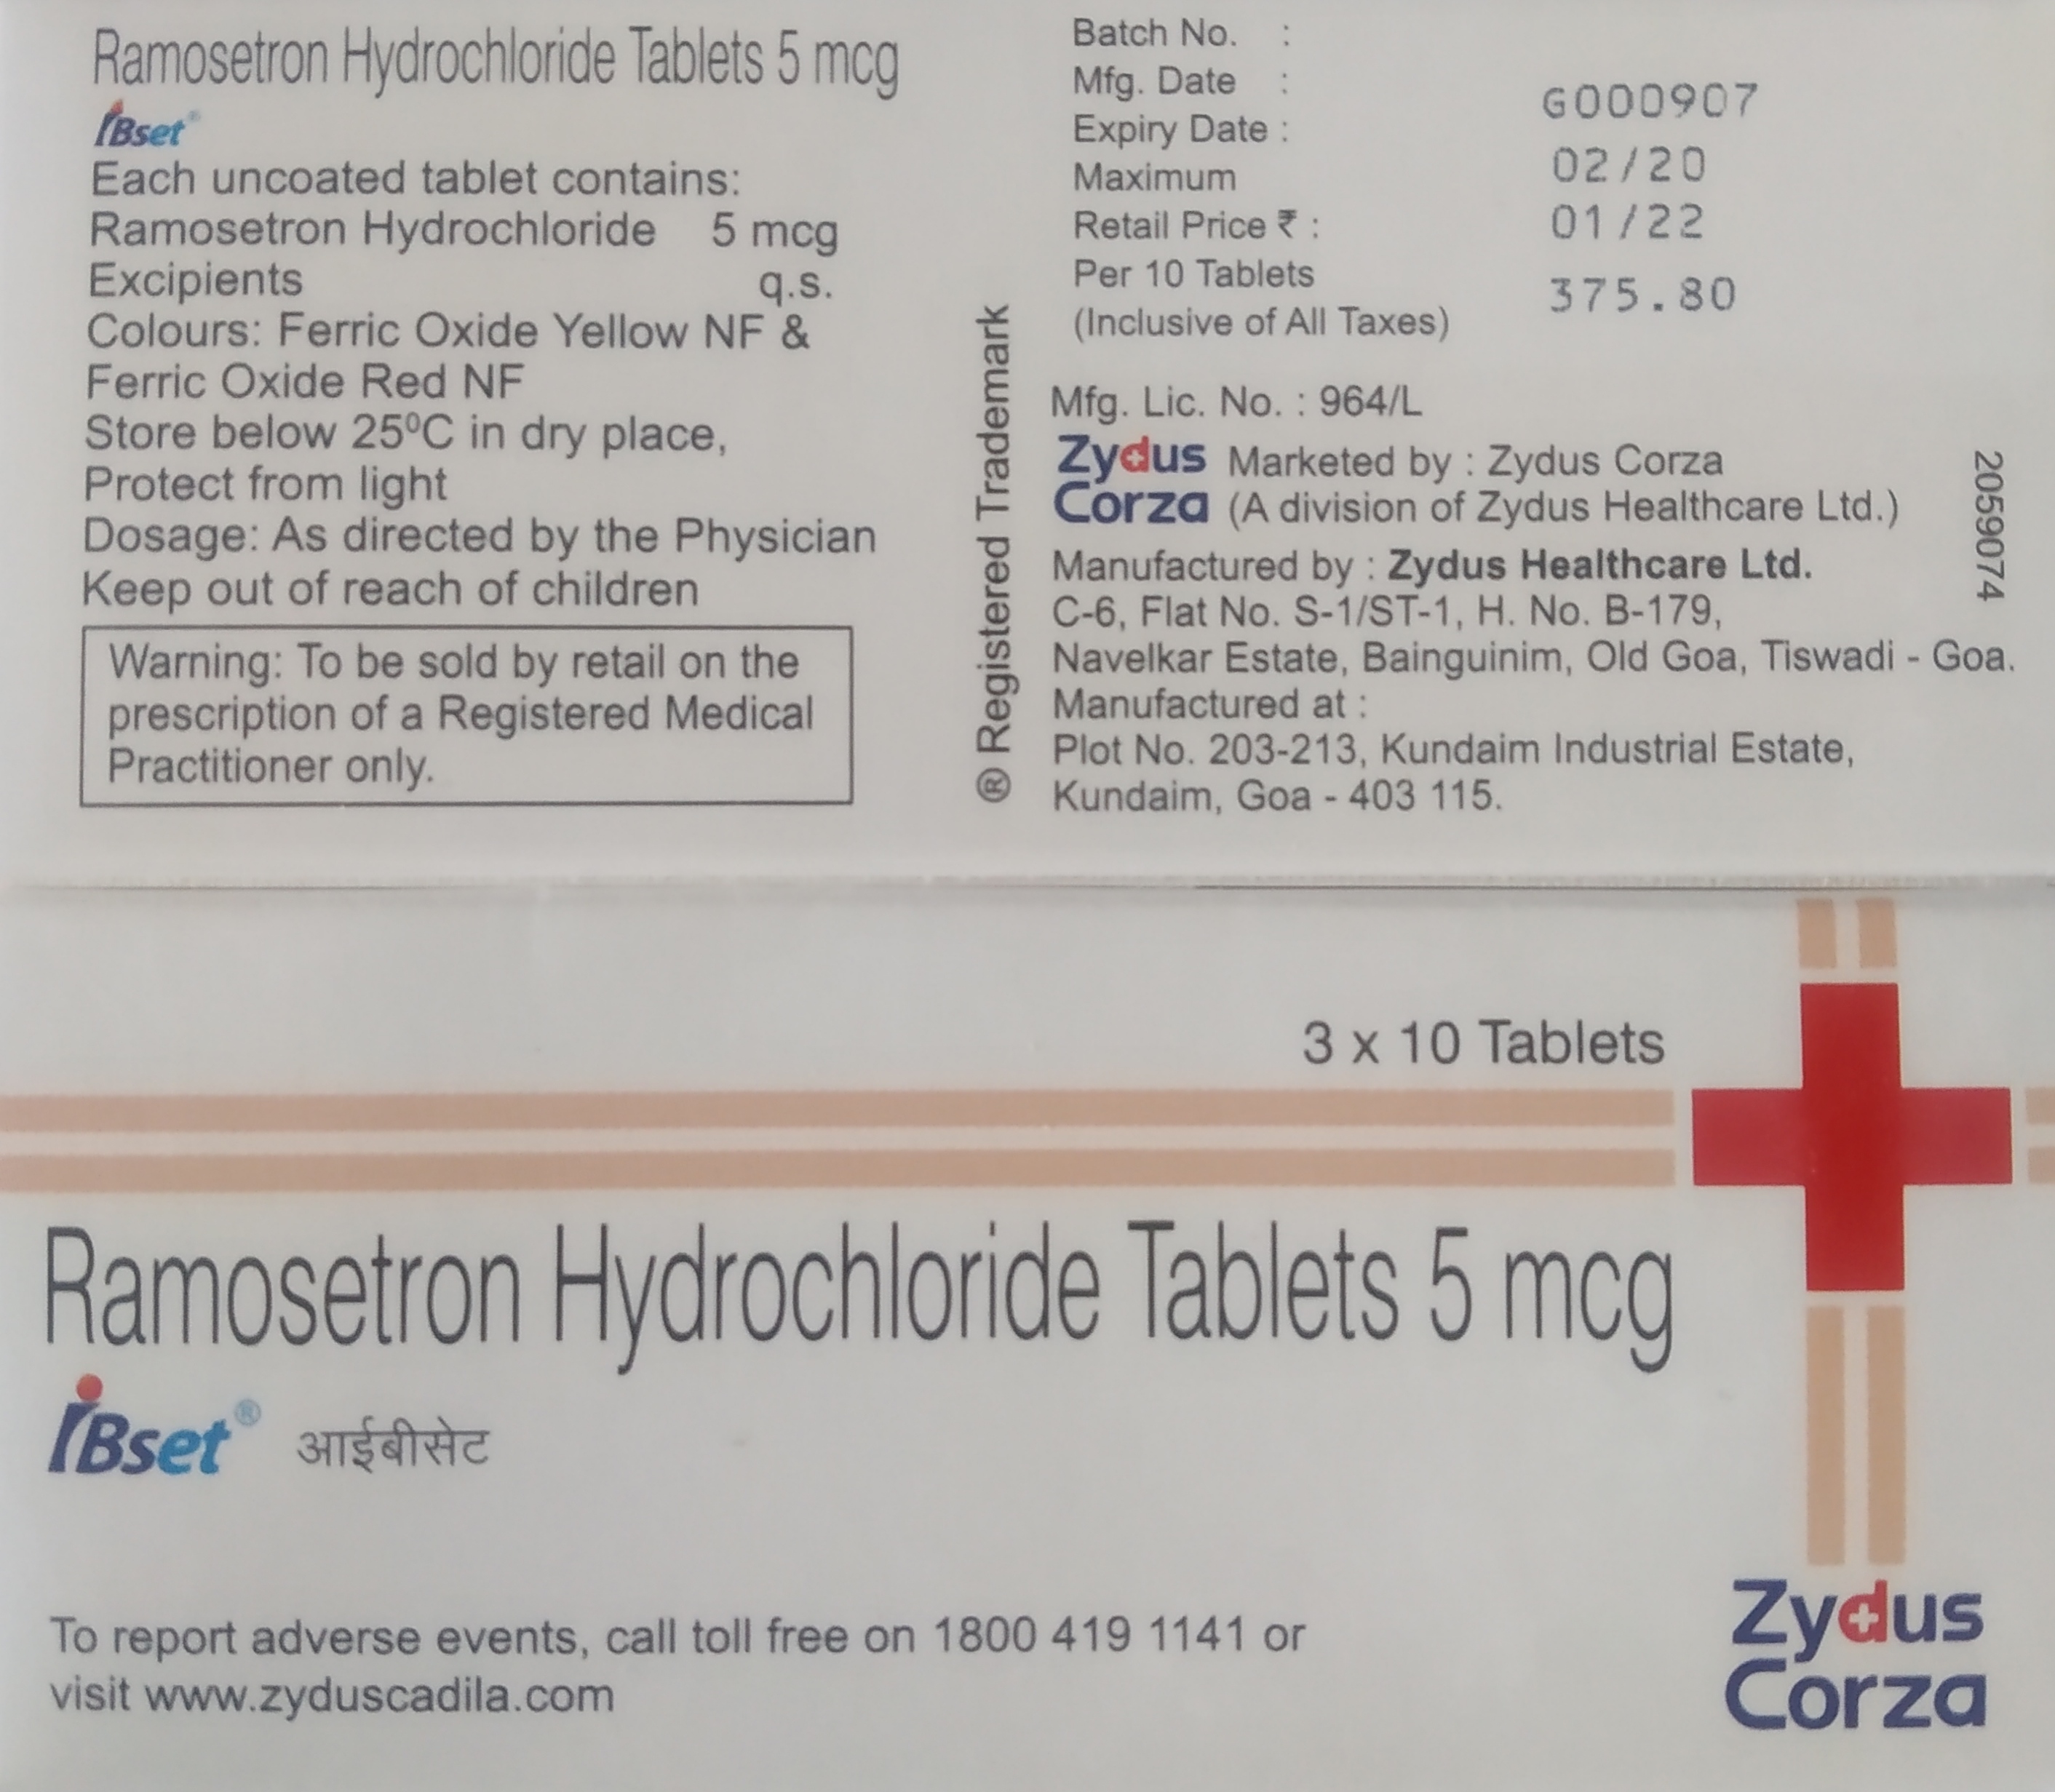 Ramosetron Hydrochloride Tablets 5 mcg
iBset®
Each uncoated tablet contains:
Ramosetron Hydrochloride 5 mcg
Excipients q.s.
Colours: Ferric Oxide Yellow NF &
Ferric Oxide Red NF
Store below 25ºC in dry place,
Protect from light
Dosage: As directed by the Physician
Keep out of reach of children
Warning: To be sold by retail on the
prescription of a Registered Medical
Practitioner only.
® Registered Trademark
Batch No. :
Mfg. Date :
Expiry Date :
Maximum
Retail Price ₹ :
Per 10 Tablets
(Inclusive of All Taxes)
G000907
02/20
01/22
375.80
Mfg. Lic. No. : 964/L
Zydus
Corza
Marketed by : Zydus Corza
(A division of Zydus Healthcare Ltd.)
Manufactured by : Zydus Healthcare Ltd.
C-6, Flat No. S-1/ST-1, H. No. B-179,
Navelkar Estate, Bainguinim, Old Goa, Tiswadi - Goa.
Manufactured at :
Plot No. 203-213, Kundaim Industrial Estate,
Kundaim, Goa - 403 115.
2059074
3 x 10 Tablets
Ramosetron Hydrochloride Tablets 5 mcg
iBset® आईबीसेट
To report adverse events, call toll free on 1800 419 1141 or
visit www.zyduscadila.com
Zydus
Corza